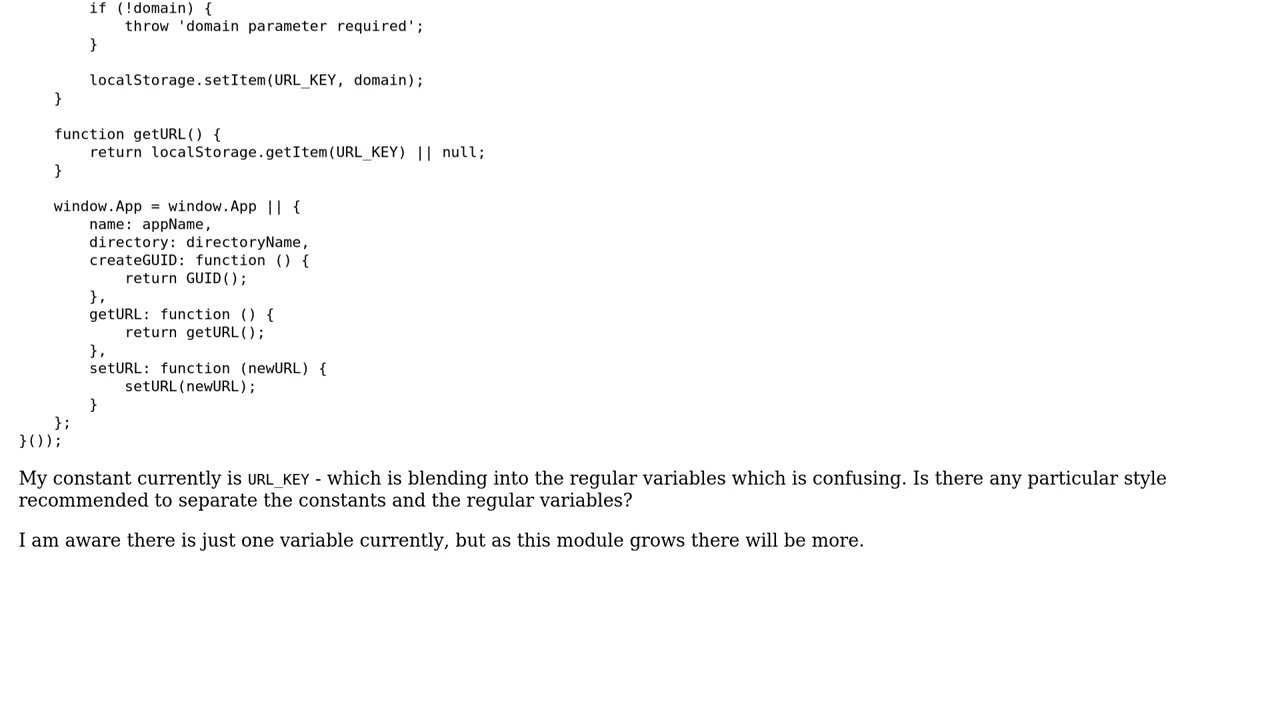 if (!domain) {
            throw 'domain parameter required';
        }

        localStorage.setItem(URL_KEY, domain);
    }

    function getURL() {
        return localStorage.getItem(URL_KEY) || null;
    }

    window.App = window.App || {
        name: appName,
        directory: directoryName,
        createGUID: function () {
            return GUID();
        },
        getURL: function () {
            return getURL();
        },
        setURL: function (newURL) {
            setURL(newURL);
        }
    };
}());
My constant currently is URL_KEY - which is blending into the regular variables which is confusing. Is there any particular style
recommended to separate the constants and the regular variables?
I am aware there is just one variable currently, but as this module grows there will be more.